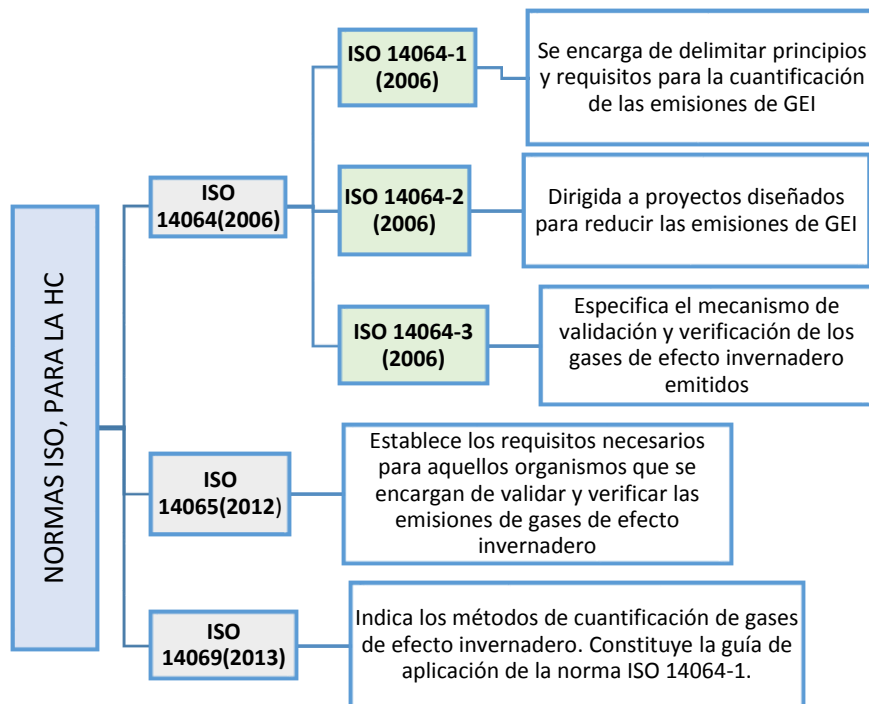 NORMAS ISO, PARA LA HC
ISO
14064(2006)
ISO 14064-1
(2006)
Se encarga de delimitar principios
y requisitos para la cuantificación
de las emisiones de GEI
ISO 14064-2
(2006)
Dirigida a proyectos diseñados
para reducir las emisiones de GEI
ISO 14064-3
(2006)
Especifica el mecanismo de
validación y verificación de los
gases de efecto invernadero
emitidos
ISO
14065(2012)
Establece los requisitos necesarios
para aquellos organismos que se
encargan de validar y verificar las
emisiones de gases de efecto
invernadero
ISO
14069(2013)
Indica los métodos de cuantificación de gases
de efecto invernadero. Constituye la guía de
aplicación de la norma ISO 14064-1.